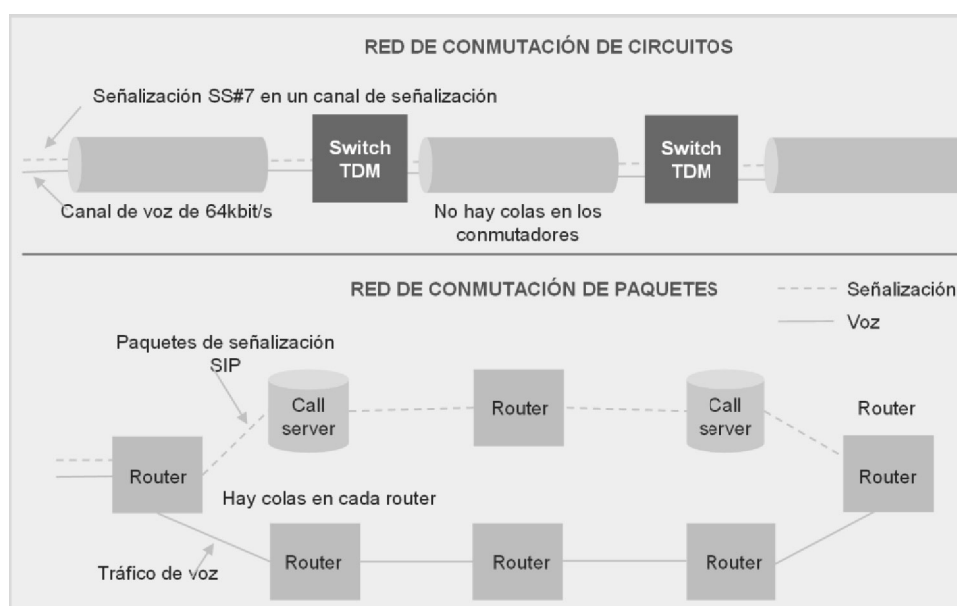 RED DE CONMUTACIÓN DE CIRCUITOS
Señalización SS#7 en un canal de señalización
Switch
TDM
Switch
TDM
Canal de voz de 64kbit/s
No hay colas en los
conmutadores
RED DE CONMUTACIÓN DE PAQUETES
Señalización
Voz
Paquetes de señalización
SIP
Call
server
Router
Call
server
Router
Router
Router
Hay colas en cada router
Router
Router
Router
Tráfico de voz